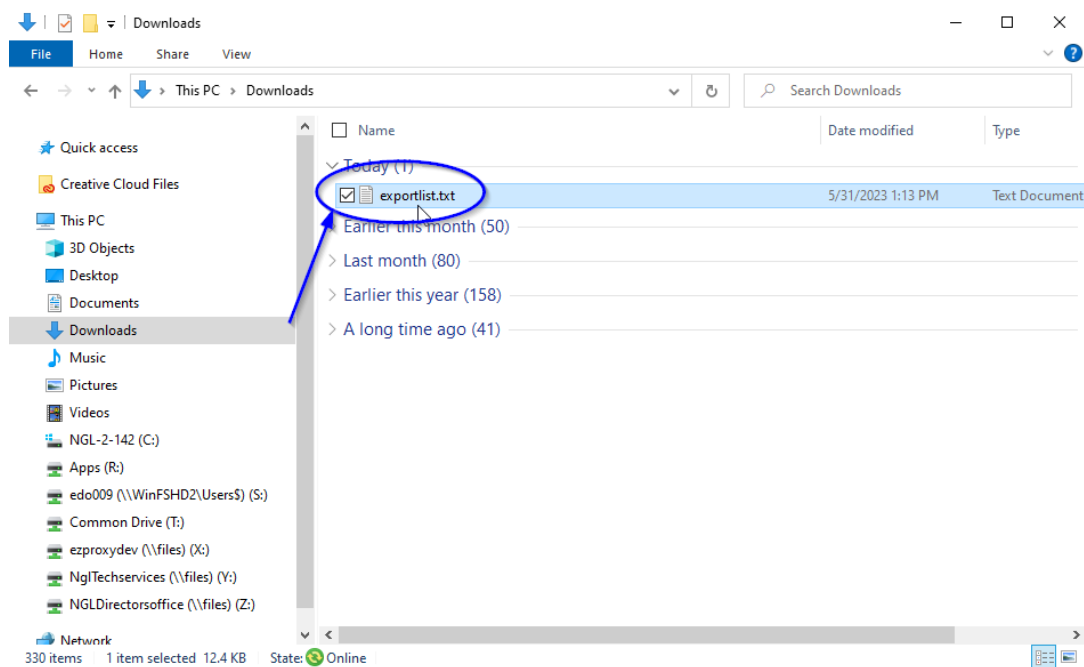 Downloads
File Home Share View
This PC > Downloads Search Downloads
Name Date modified Type
Quick access
Creative Cloud Files
This PC
3D Objects
Desktop
Documents
Downloads
Music
Pictures
Videos
NGL-2-142 (C:)
Apps (R:)
edo009 (\\WinFSHD2\Users$) (S:)
Common Drive (T:)
ezproxydev (\\files) (X:)
NglTechservices (\\files) (Y:)
NGLDirectorsoffice (\\files) (Z:)
Network
Today (1)
exportlist.txt 5/31/2023 1:13 PM Text Document
Earlier this month (50)
Last month (80)
Earlier this year (158)
A long time ago (41)
330 items 1 item selected 12.4 KB State: Online